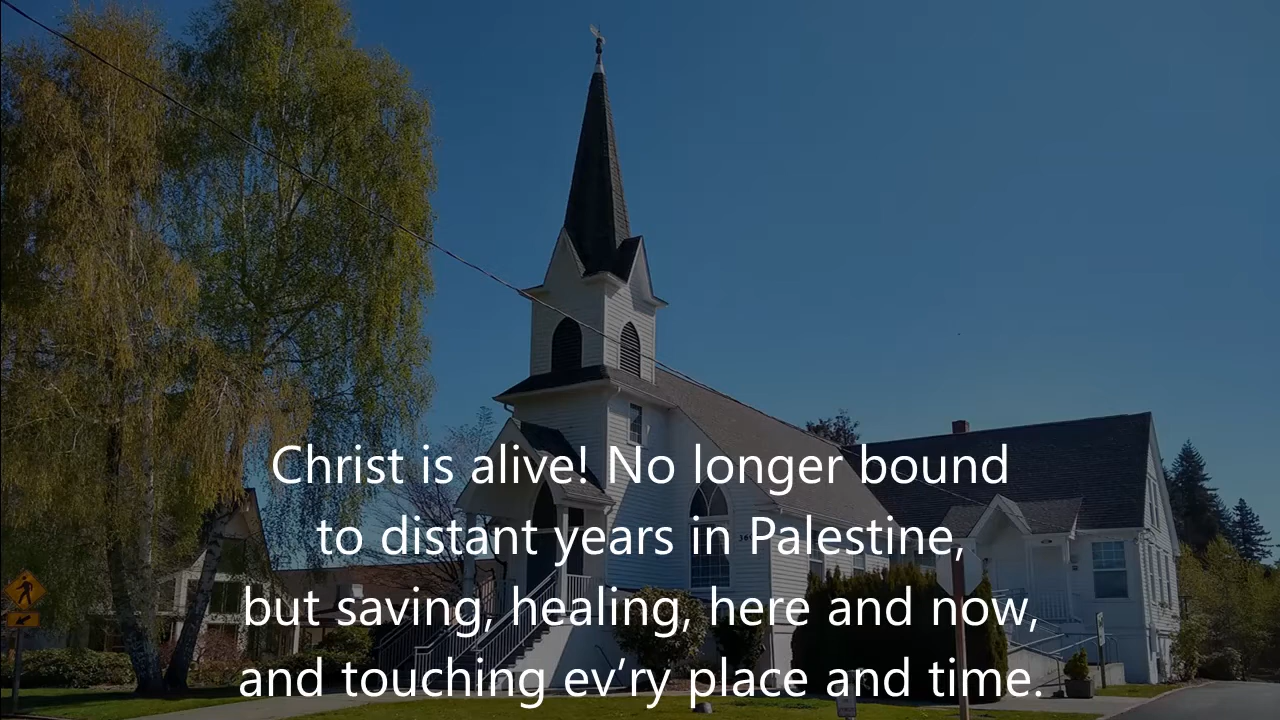 Christ is alive! No longer bound
to distant years in Palestine,
but saving, healing, here and now,
and touching ev’ry place and time.